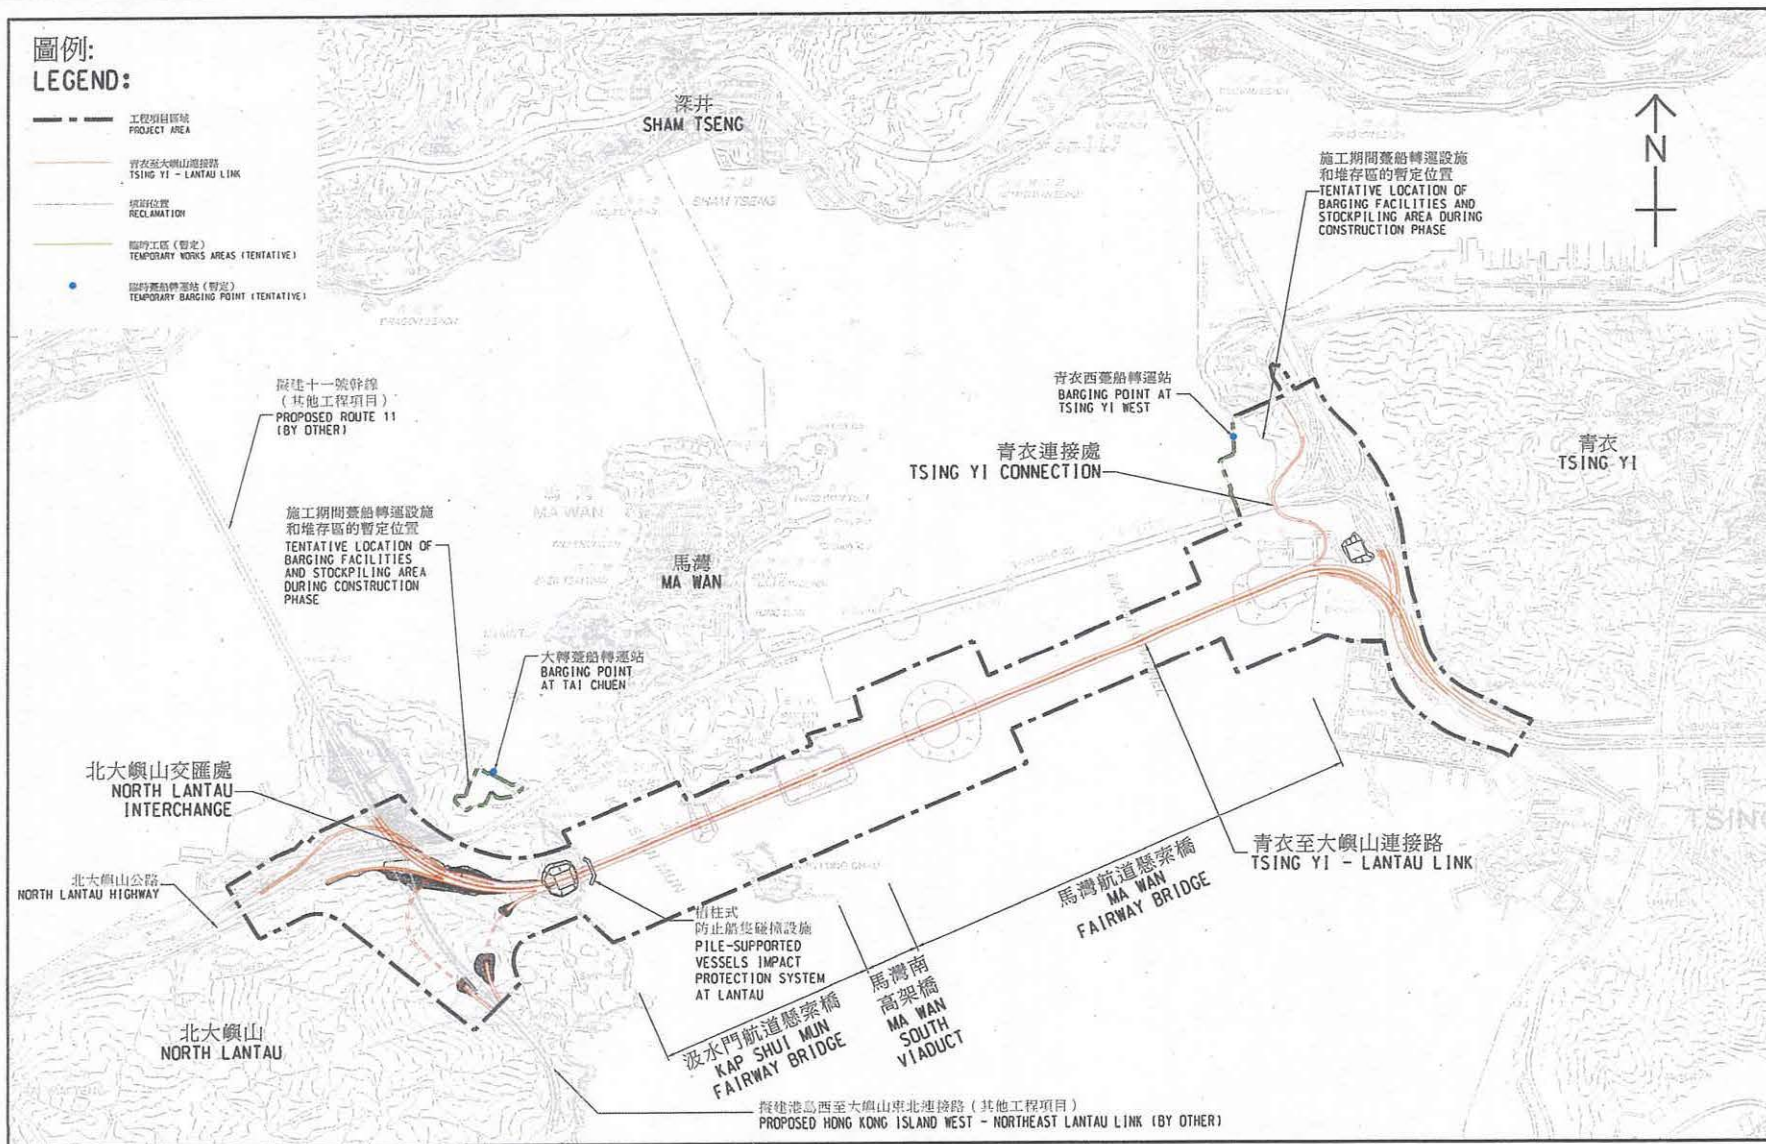 圖例:
LEGEND:
工程項目區域
PROJECT AREA
青衣至大嶼山連接路
TSING YI - LANTAU LINK
填海位置
RECLAMATION
臨時工區 (暫定)
TEMPORARY WORKS AREAS (TENTATIVE)
臨時躉船轉運站 (暫定)
TEMPORARY BARGING POINT (TENTATIVE)
深井
SHAM TSENG
SHAM TSENG
N
施工期間躉船轉運設施
和堆存區的暫定位置
TENTATIVE LOCATION OF
BARGING FACILITIES AND
STOCKPILING AREA DURING
CONSTRUCTION PHASE
擬建十一號幹線
(其他工程項目)
PROPOSED ROUTE 11
(BY OTHER)
青衣西躉船轉運站
BARGING POINT AT
TSING YI WEST
青衣連接處
TSING YI CONNECTION
青衣
TSING YI
施工期間躉船轉運設施
和堆存區的暫定位置
TENTATIVE LOCATION OF
BARGING FACILITIES
AND STOCKPILING AREA
DURING CONSTRUCTION
PHASE
馬灣
MA WAN
馬灣
MA WAN
大轉躉船轉運站
BARGING POINT
AT TAI CHUEN
北大嶼山交匯處
NORTH LANTAU
INTERCHANGE
北大嶼山公路
NORTH LANTAU HIGHWAY
樁柱式
防止船隻碰撞設施
PILE-SUPPORTED
VESSELS IMPACT
PROTECTION SYSTEM
AT LANTAU
青衣至大嶼山連接路
TSING YI - LANTAU LINK
TSING
馬灣航道懸索橋
MA WAN
FAIRWAY BRIDGE
馬灣南
高架橋
MA WAN
SOUTH
VIADUCT
汲水門航道懸索橋
KAP SHUI MUN
FAIRWAY BRIDGE
北大嶼山
NORTH LANTAU
擬建港島西至大嶼山東北連接路 (其他工程項目)
PROPOSED HONG KONG ISLAND WEST - NORTHEAST LANTAU LINK (BY OTHER)